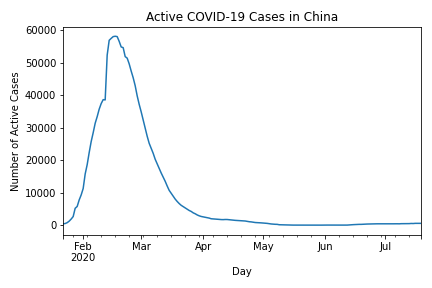 Active COVID-19 Cases in China
60000
50000
40000
30000
20000
10000
0
Number of Active Cases
Feb Mar Apr May Jun Jul
2020
Day